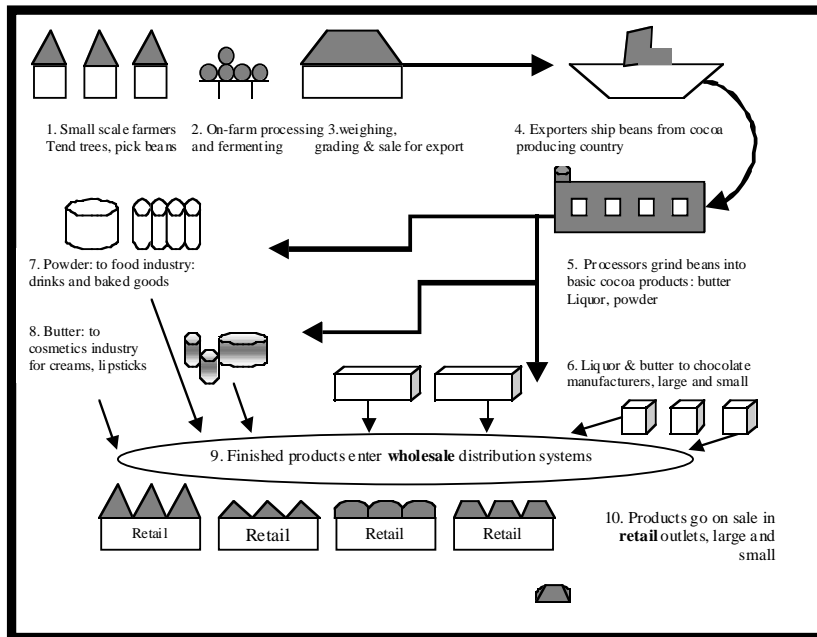 1. Small scale farmers
Tend trees, pick beans
2. On-farm processing
and fermenting
3.weighing,
grading & sale for export
4. Exporters ship beans from cocoa
producing country
5. Processors grind beans into
basic cocoa products: butter
Liquor, powder
7. Powder: to food industry:
drinks and baked goods
8. Butter: to
cosmetics industry
for creams, lipsticks
6. Liquor & butter to chocolate
manufacturers, large and small
9. Finished products enter wholesale distribution systems
Retail
Retail
Retail
Retail
10. Products go on sale in
retail outlets, large and
small